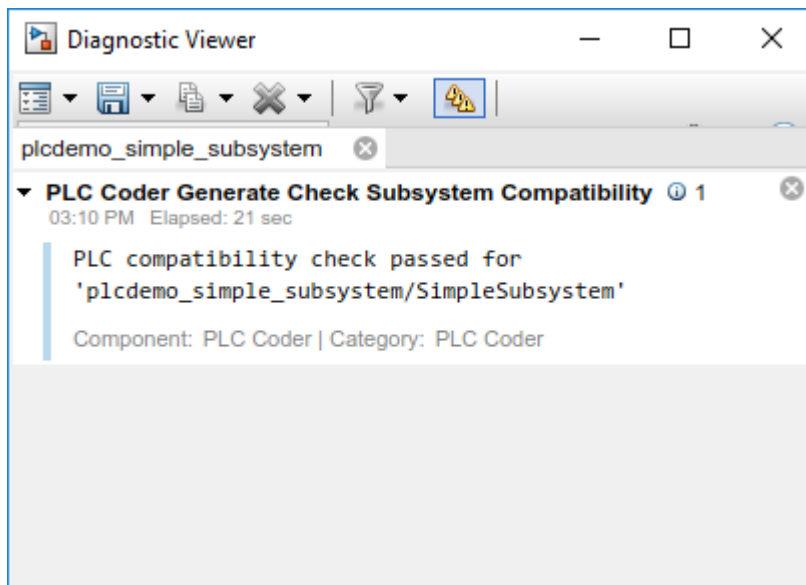 Diagnostic Viewer
plcdemo_simple_subsystem
PLC Coder Generate Check Subsystem Compatibility 1
03:10 PM Elapsed: 21 sec
PLC compatibility check passed for
'plcdemo_simple_subsystem/SimpleSubsystem'
Component: PLC Coder | Category: PLC Coder